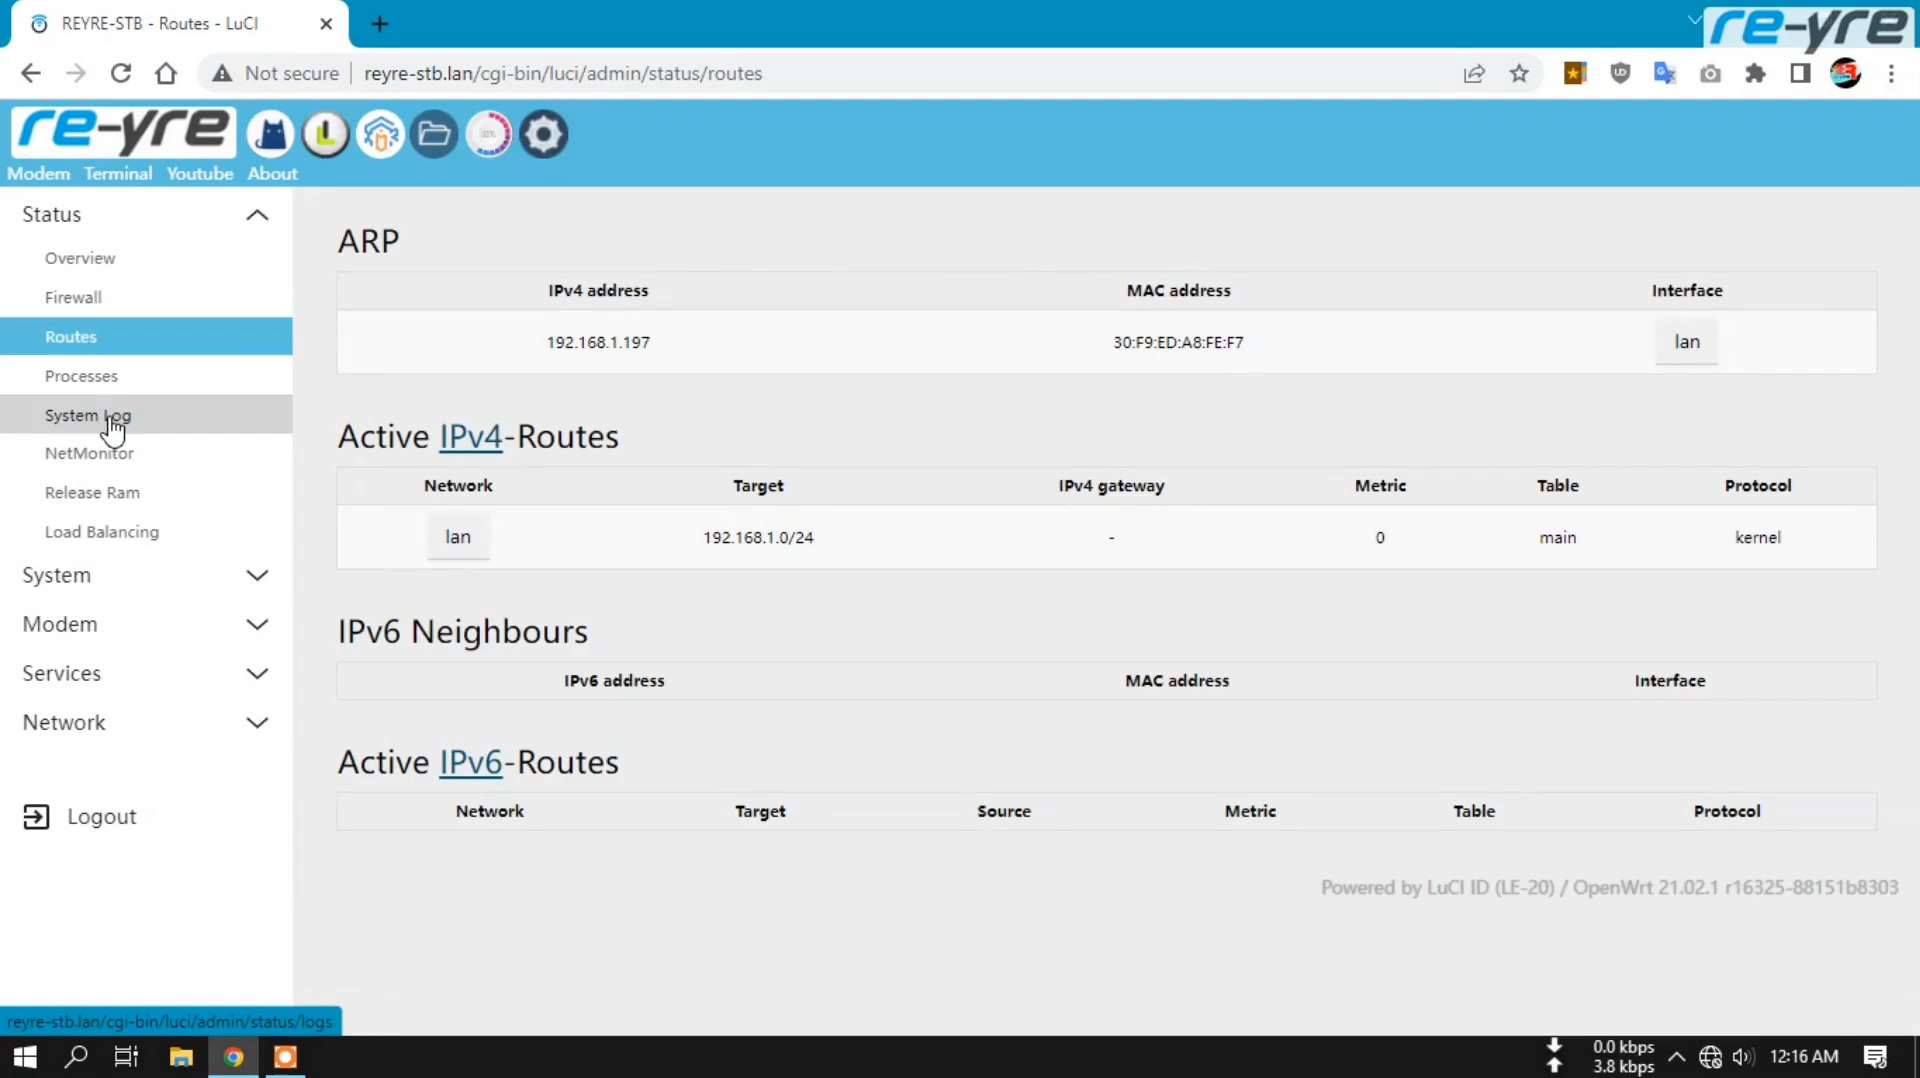 REYRE-STB - Routes - LuCI
re-yre
Not secure
reyre-stb.lan/cgi-bin/luci/admin/status/routes
re-yre
Modem Terminal Youtube About
Status
Overview
Firewall
Routes
Processes
System Log
NetMonitor
Release Ram
Load Balancing
System
Modem
Services
Network
Logout
ARP
IPv4 address MAC address Interface
192.168.1.197 30:F9:ED:A8:FE:F7 lan
Active IPv4-Routes
Network Target IPv4 gateway Metric Table Protocol
lan 192.168.1.0/24 - 0 main kernel
IPv6 Neighbours
IPv6 address MAC address Interface
Active IPv6-Routes
Network Target Source Metric Table Protocol
Powered by LuCI ID (LE-20) / OpenWrt 21.02.1 r16325-88151b8303
reyre-stb.lan/cgi-bin/luci/admin/status/logs
0.0 kbps
3.8 kbps
12:16 AM